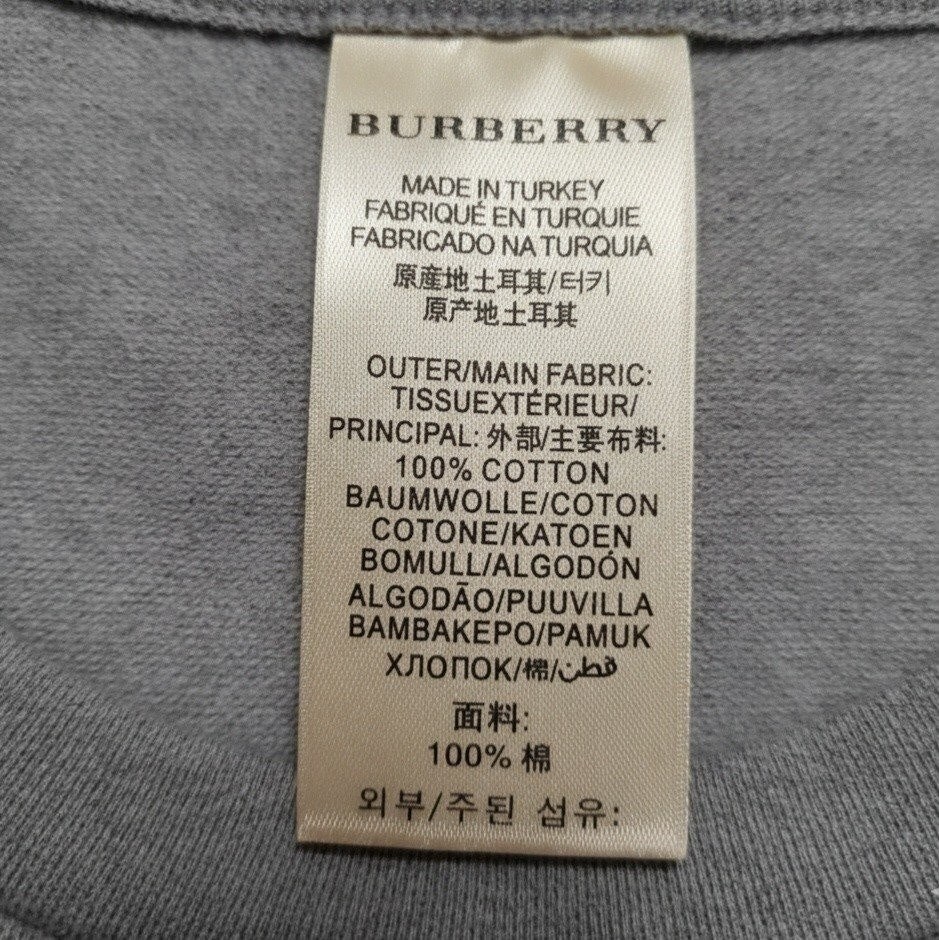 BURBERRY
MADE IN TURKEY
FABRIQUÉ EN TURQUIE
FABRICADO NA TURQUIA
原産地土耳其/터키
原产地土耳其
OUTER/MAIN FABRIC:
TISSUEXTÉRIEUR/
PRINCIPAL: 外部/主要布料:
100% COTTON
BAUMWOLLE/COTON
COTONE/KATOEN
BOMULL/ALGODÓN
ALGODÃO/PUUVILLA
BAMBAKEPO/PAMUK
ХЛОПОК/棉/قطن
面料:
100% 棉
외부/주된 섬유: